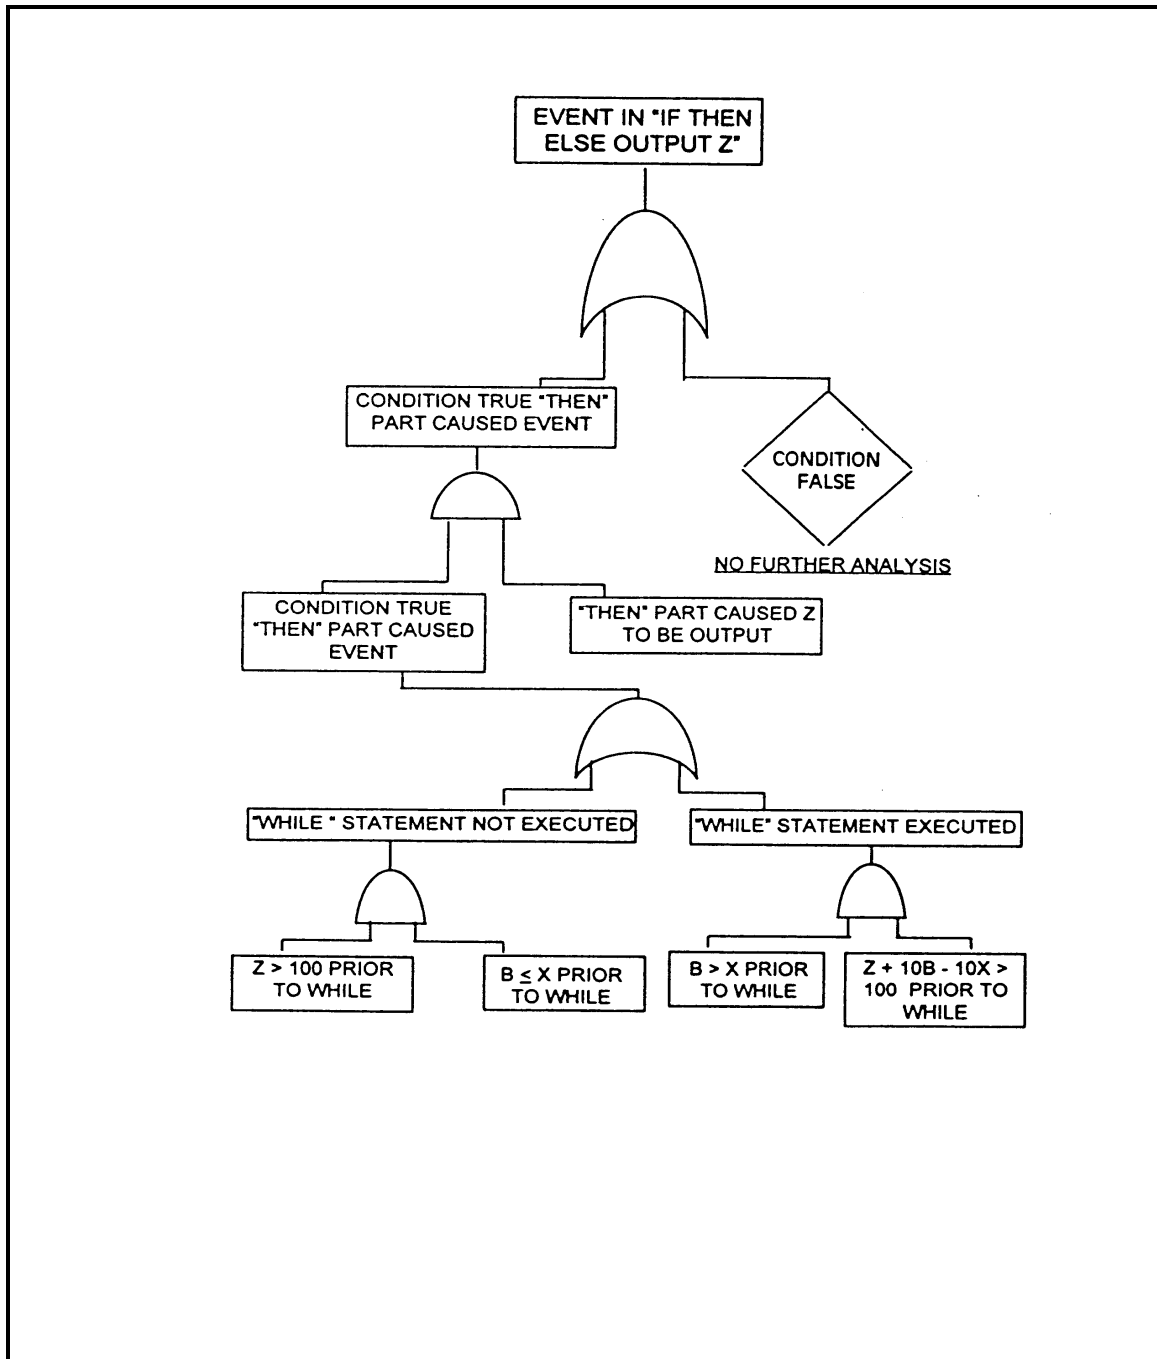 EVENT IN "IF THEN
ELSE OUTPUT Z"
CONDITION TRUE "THEN"
PART CAUSED EVENT
CONDITION
FALSE
NO FURTHER ANALYSIS
CONDITION TRUE
"THEN" PART CAUSED
EVENT
"THEN" PART CAUSED Z
TO BE OUTPUT
"WHILE " STATEMENT NOT EXECUTED
"WHILE" STATEMENT EXECUTED
Z > 100 PRIOR
TO WHILE
B ≤ X PRIOR
TO WHILE
B > X PRIOR
TO WHILE
Z + 10B - 10X >
100 PRIOR TO
WHILE